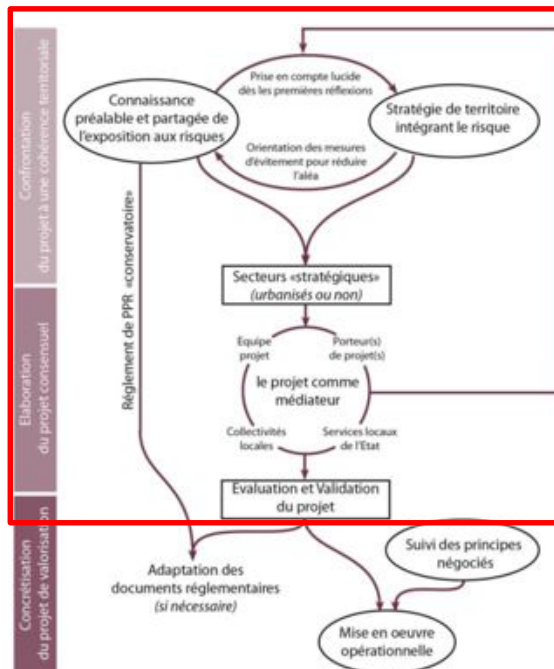 Confrontation
du projet à une cohérence territoriale
Connaissance
préalable et partagée de
l'exposition aux risques
Prise en compte lucide
dès les premières réflexions
Stratégie de territoire
intégrant le risque
Orientation des mesures
d'évitement pour réduire
l'aléa
Réglement de PPR «conservatoire»
Secteurs «stratégiques»
(urbanisés ou non)
Elaboration
du projet consensuel
Equipe
projet
Porteur(s)
de projet(s)
le projet comme
médiateur
Collectivités
locales
Services locaux
de l'Etat
Evaluation et Validation
du projet
Concrétisation
du projet de valorisation
Adaptation des
documents réglementaires
(si nécessaire)
Suivi des principes
négociés
Mise en oeuvre
opérationnelle